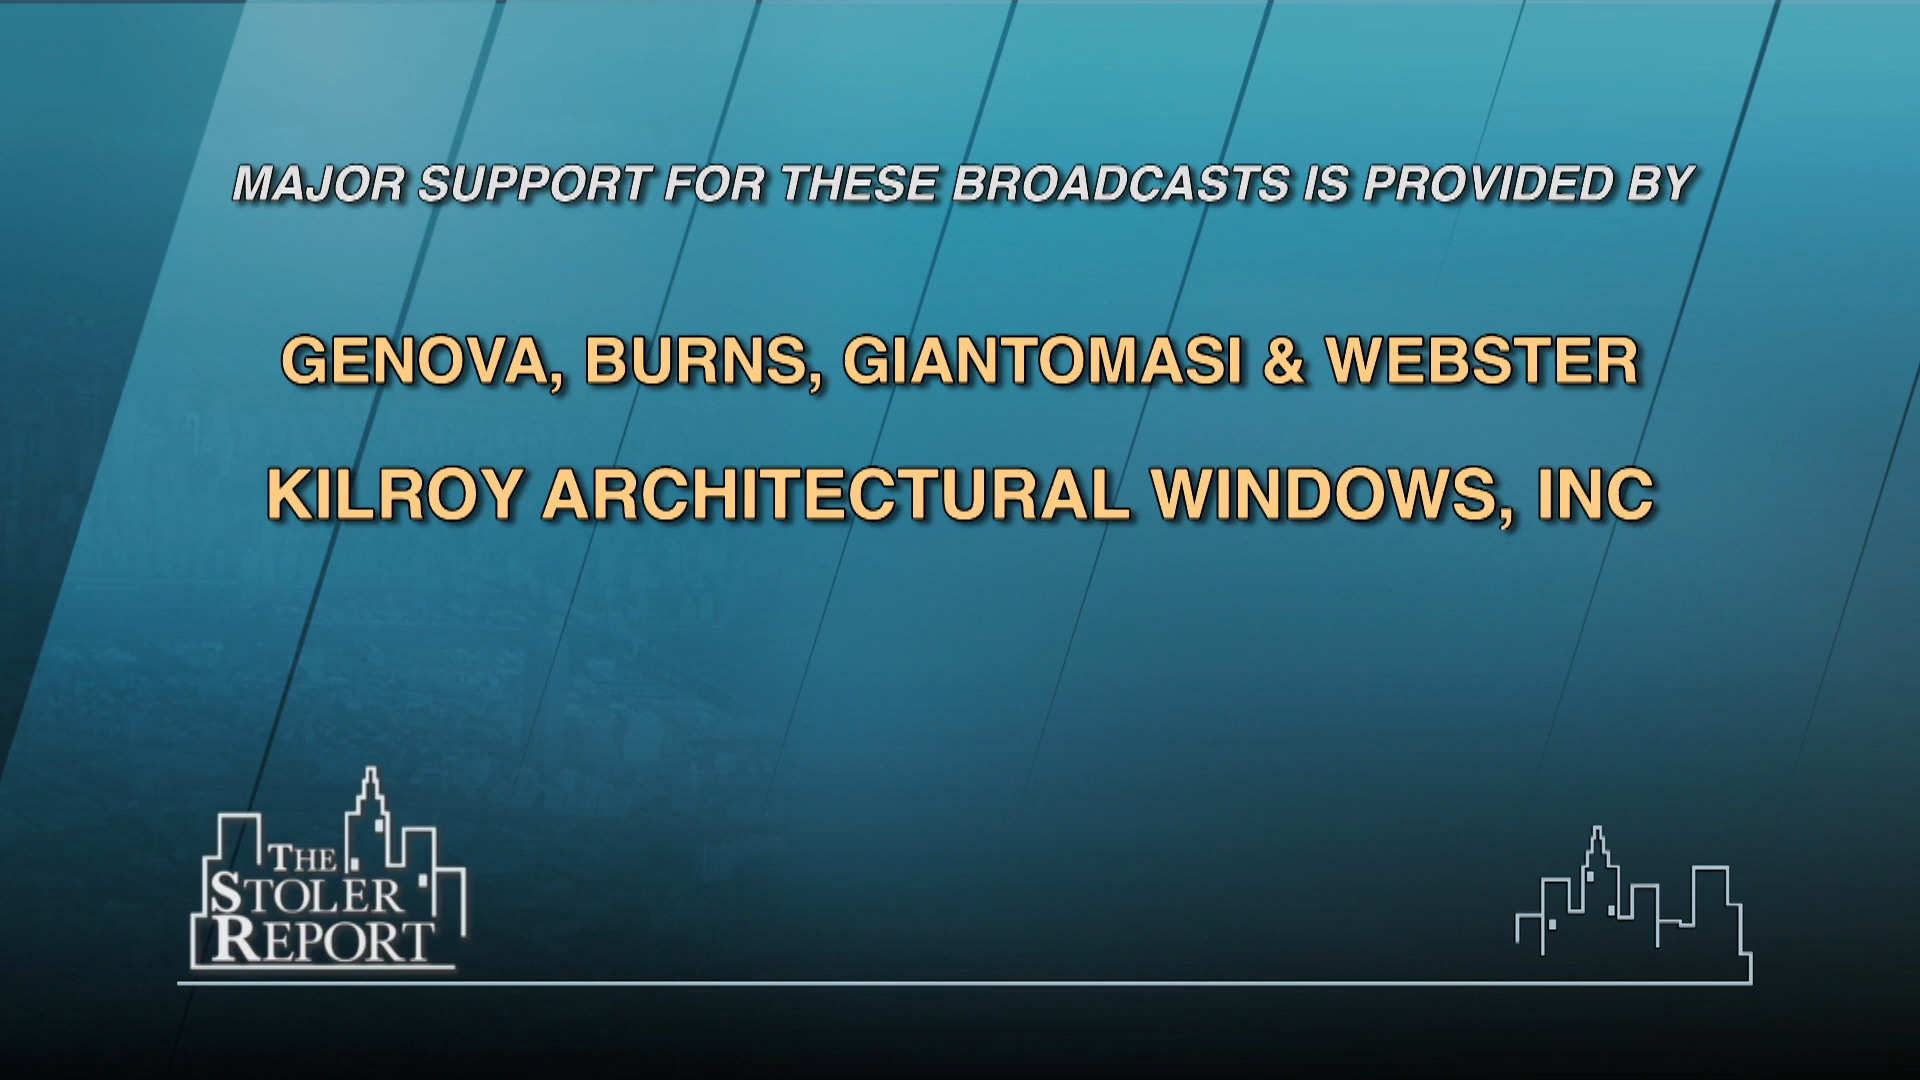 MAJOR SUPPORT FOR THESE BROADCASTS IS PROVIDED BY
GENOVA, BURNS, GIANTOMASI & WEBSTER
KILROY ARCHITECTURAL WINDOWS, INC
THE
STOLER
REPORT